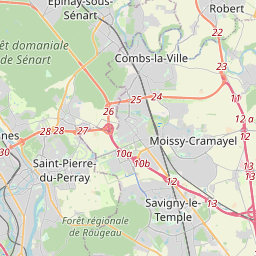 Épinay-sous-
Sénart
Robert
Combs-la-Ville
Forêt domaniale
de Sénart
23
22
11
26
25
24
12 a
28
28
27
30
Moissy-Cramayel
10a
10b
13
Saint-Pierre-
du-Perray
12
13
Savigny-le-
Temple
Forêt régionale
de Rougeau